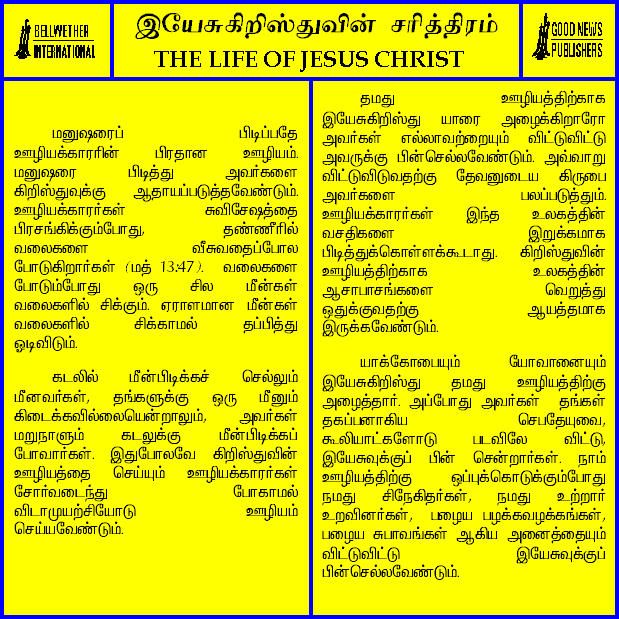 BELLWETHER
INTERNATIONAL
இயேசுகிறிஸ்துவின் சரித்திரம்
THE LIFE OF JESUS CHRIST
GOOD NEWS
PUBLISHERS
மனுஷரைப் பிடிப்பதே
ஊழியக்காரரின் பிரதான ஊழியம்.
மனுஷரை பிடித்து அவர்களை
கிறிஸ்துவுக்கு ஆதாயப்படுத்தவேண்டும்.
ஊழியக்காரர்கள் சுவிசேஷத்தை
பிரசங்கிக்கும்போது, தண்ணீரில்
வலைகளை வீசுவதைப்போல
போடுகிறார்கள் (மத் 13:47). வலைகளை
போடும்போது ஒரு சில மீன்கள்
வலைகளில் சிக்கும். ஏராளமான மீன்கள்
வலைகளில் சிக்காமல் தப்பித்து
ஓடிவிடும்.
கடலில் மீன்பிடிக்கச் செல்லும்
மீனவர்கள், தங்களுக்கு ஒரு மீனும்
கிடைக்கவில்லையென்றாலும், அவர்கள்
மறுநாளும் கடலுக்கு மீன்பிடிக்கப்
போவார்கள். இதுபோலவே கிறிஸ்துவின்
ஊழியத்தை செய்யும் ஊழியக்காரர்கள்
சோர்வடைந்து போகாமல்
விடாமுயற்சியோடு ஊழியம்
செய்யவேண்டும்.
தமது ஊழியத்திற்காக
இயேசுகிறிஸ்து யாரை அழைக்கிறாரோ
அவர்கள் எல்லாவற்றையும் விட்டுவிட்டு
அவருக்கு பின்செல்லவேண்டும். அவ்வாறு
விட்டுவிடுவதற்கு தேவனுடைய கிருபை
அவர்களை பலப்படுத்தும்.
ஊழியக்காரர்கள் இந்த உலகத்தின்
வசதிகளை இறுக்கமாக
பிடித்துக்கொள்ளக்கூடாது. கிறிஸ்துவின்
ஊழியத்திற்காக உலகத்தின்
ஆசாபாசங்களை வெறுத்து
ஒதுக்குவதற்கு ஆயத்தமாக
இருக்கவேண்டும்.
யாக்கோபையும் யோவானையும்
இயேசுகிறிஸ்து தமது ஊழியத்திற்கு
அழைத்தார். அப்போது அவர்கள் தங்கள்
தகப்பனாகிய செபதேயுவை,
கூலியாட்களோடு படவிலே விட்டு,
இயேசுவுக்குப் பின் சென்றார்கள். நாம்
ஊழியத்திற்கு ஒப்புக்கொடுக்கும்போது
நமது சிநேகிதர்கள், நமது உற்றார்
உறவினர்கள், பழைய பழக்கவழக்கங்கள்,
பழைய சுபாவங்கள் ஆகிய அனைத்தையும்
விட்டுவிட்டு இயேசுவுக்குப்
பின்செல்லவேண்டும்.